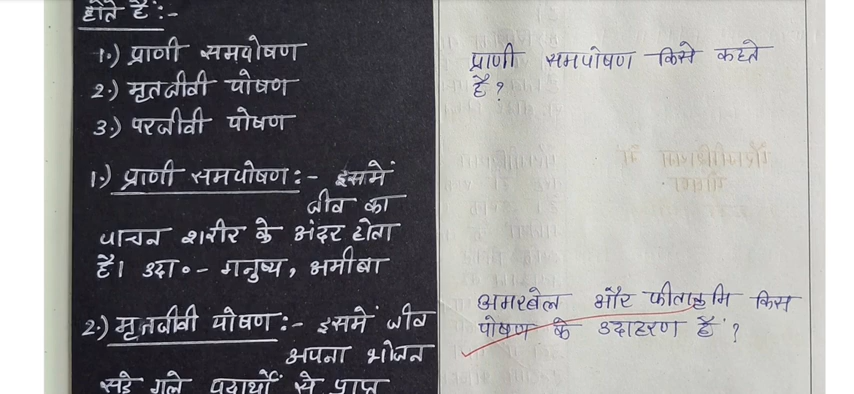 होते हैं :-
1.) प्राणी समपोषण
2.) मृतजीवी पोषण
3.) परजीवी पोषण
1.) प्राणी समपोषण :- इसमें
जीव का
पाचन शरीर के अंदर होता
है। उदा०- मनुष्य, अमीबा
2.) मृतजीवी पोषण :- इसमें जीव
अपना भोजन
सड़े गले पदार्थों से प्राप्त
प्राणी समपोषण किसे कहते
है?
अमरबेल और फीताकृमि किस
पोषण के उदाहरण हैं ?